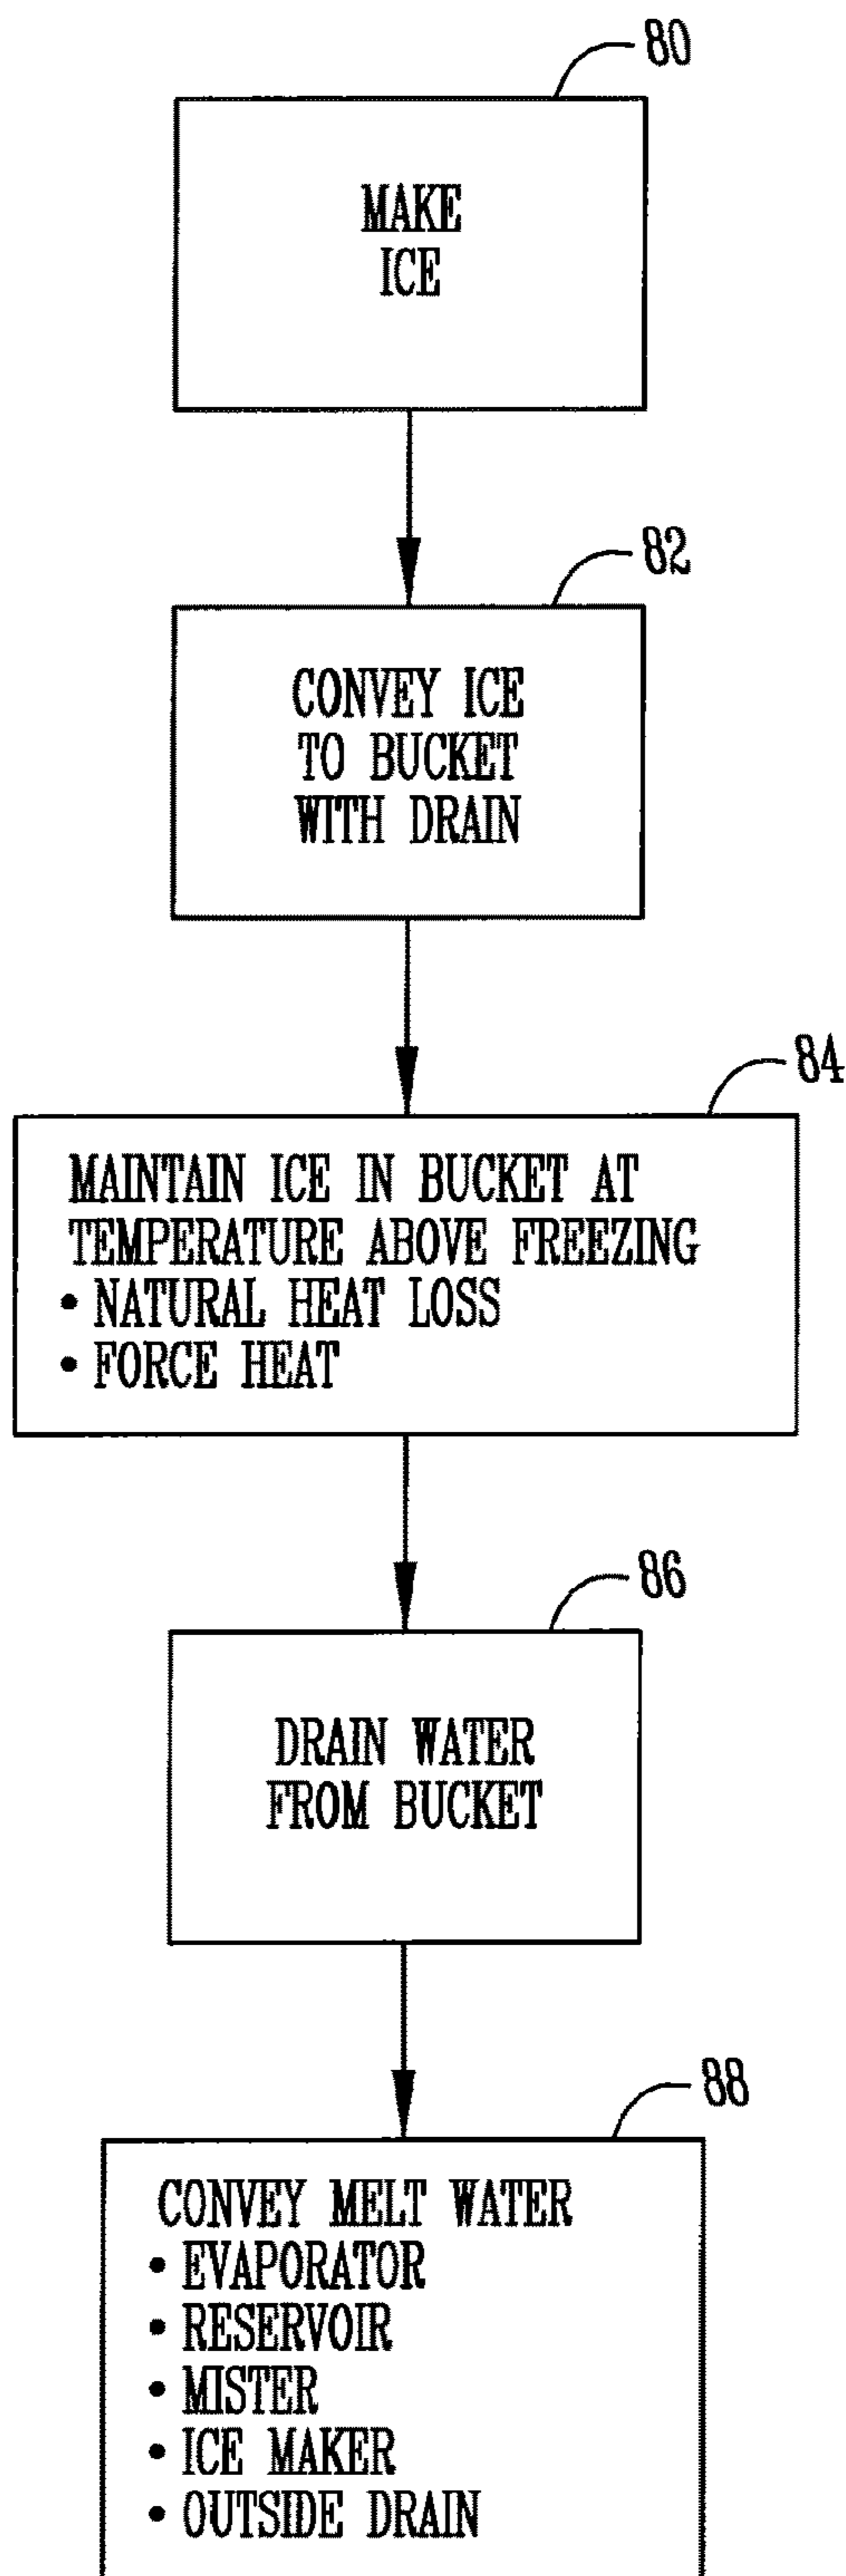 80
MAKE
ICE
82
CONVEY ICE
TO BUCKET
WITH DRAIN
84
MAINTAIN ICE IN BUCKET AT
TEMPERATURE ABOVE FREEZING
• NATURAL HEAT LOSS
• FORCE HEAT
86
DRAIN WATER
FROM BUCKET
88
CONVEY MELT WATER
• EVAPORATOR
• RESERVOIR
• MISTER
• ICE MAKER
• OUTSIDE DRAIN